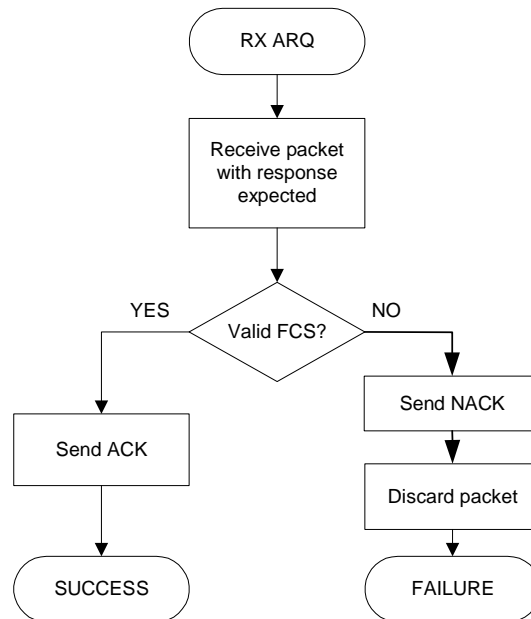 RX ARQ
Receive packet
with response
expected
YES
NO
Valid FCS?
Send NACK
Send ACK
Discard packet
SUCCESS
FAILURE